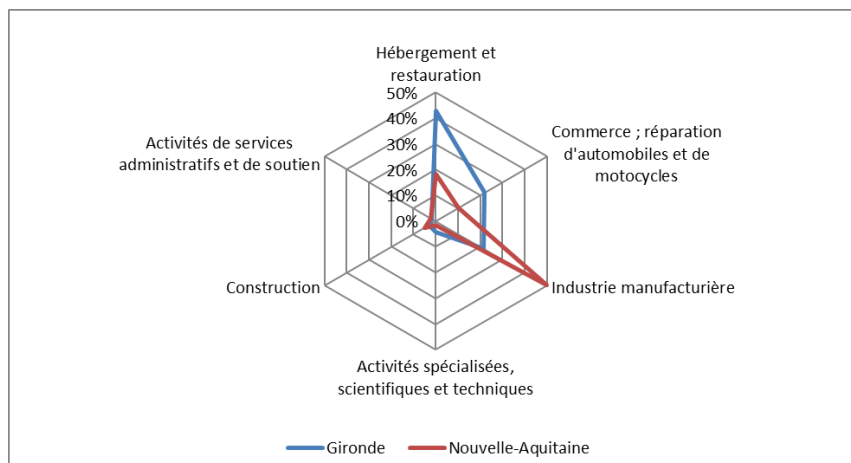 Hébergement et
restauration
50%
40%
30%
20%
10%
0%
Commerce ; réparation
d'automobiles et de
motocycles
Industrie manufacturière
Activités spécialisées,
scientifiques et techniques
Construction
Activités de services
administratifs et de soutien
Gironde
Nouvelle-Aquitaine